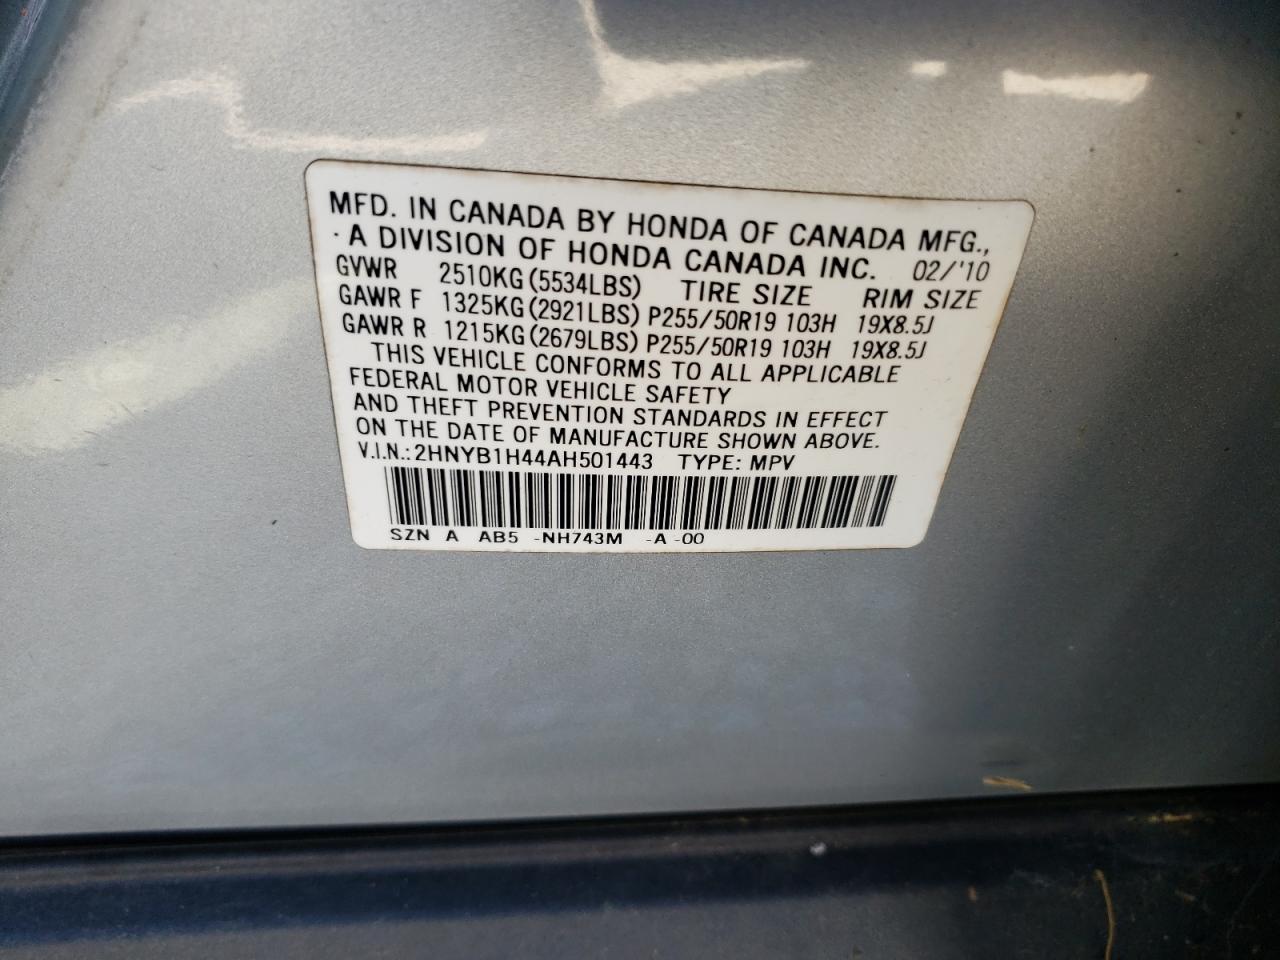 MFD. IN CANADA BY HONDA OF CANADA MFG.,
· A DIVISION OF HONDA CANADA INC. 02/'10
GVWR 2510KG (5534LBS) TIRE SIZE RIM SIZE
GAWR F 1325KG (2921LBS) P255/50R19 103H 19X8.5J
GAWR R 1215KG (2679LBS) P255/50R19 103H 19X8.5J
THIS VEHICLE CONFORMS TO ALL APPLICABLE
FEDERAL MOTOR VEHICLE SAFETY
AND THEFT PREVENTION STANDARDS IN EFFECT
ON THE DATE OF MANUFACTURE SHOWN ABOVE.
V.I.N.: 2HNYB1H44AH501443 TYPE: MPV
SZN A AB5 -NH743M -A -00